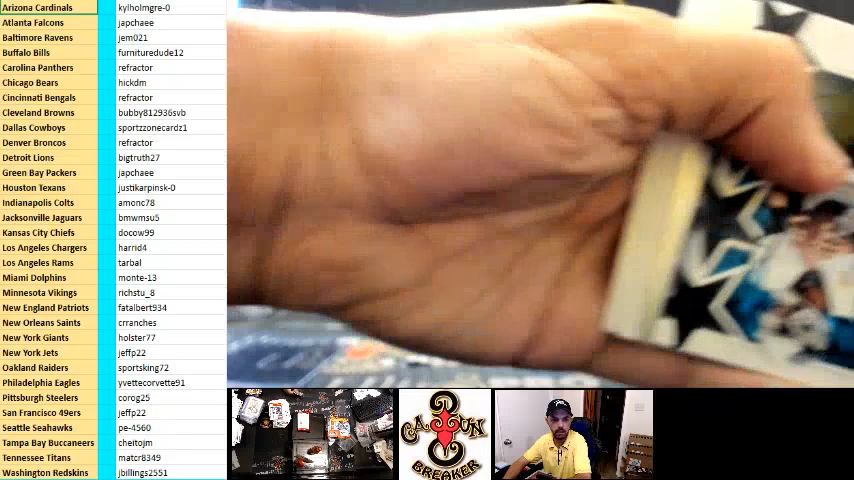 Arizona Cardinals kylholmgre-0
Atlanta Falcons japchaee
Baltimore Ravens jem021
Buffalo Bills furnituredude12
Carolina Panthers refractor
Chicago Bears hickdm
Cincinnati Bengals refractor
Cleveland Browns bubby812936svb
Dallas Cowboys sportzzonecardz1
Denver Broncos refractor
Detroit Lions bigtruth27
Green Bay Packers japchaee
Houston Texans justikarpinsk-0
Indianapolis Colts amonc78
Jacksonville Jaguars bmwmsu5
Kansas City Chiefs docow99
Los Angeles Chargers harrid4
Los Angeles Rams tarbal
Miami Dolphins monte-13
Minnesota Vikings richstu_8
New England Patriots fatalbert934
New Orleans Saints crranches
New York Giants holster77
New York Jets jeffp22
Oakland Raiders sportsking72
Philadelphia Eagles yvettecorvette91
Pittsburgh Steelers corog25
San Francisco 49ers jeffp22
Seattle Seahawks pe-4560
Tampa Bay Buccaneers cheitojm
Tennessee Titans matcr8349
Washington Redskins jbillings2551
CAJUN
BREAKER